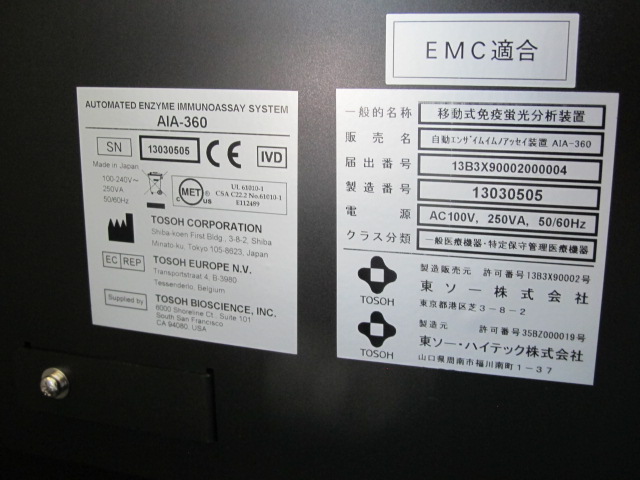 EMC適合
AUTOMATED ENZYME IMMUNOASSAY SYSTEM
AIA-360
SN 13030505 CE IVD
Made in Japan
100-240V~
250VA
50/60Hz
MET
C US
UL 61010-1
CSA C22.2 No.61010-1
E112489
TOSOH CORPORATION
Shiba-koen First Bldg., 3-8-2, Shiba
Minato-ku, Tokyo 105-8623, Japan
EC REP TOSOH EUROPE N.V.
Transportstraat 4, B-3980
Tessenderlo, Belgium
Supplied by TOSOH BIOSCIENCE, INC.
6000 Shoreline Ct., Suite 101
South San Francisco
CA 94080 USA
一般的名称 移動式免疫蛍光分析装置
販売名 自動エンザイムイムノアッセイ装置 AIA-360
届出番号 13B3X90002000004
製造番号 13030505
電源 AC100V, 250VA, 50/60Hz
クラス分類 一般医療機器・特定保守管理医療機器
製造販売元 許可番号13B3X90002号
TOSOH 東ソー株式会社
東京都港区芝3-8-2
製造元 許可番号35BZ000019号
TOSOH 東ソー・ハイテック株式会社
山口県周南市福川南町1-37